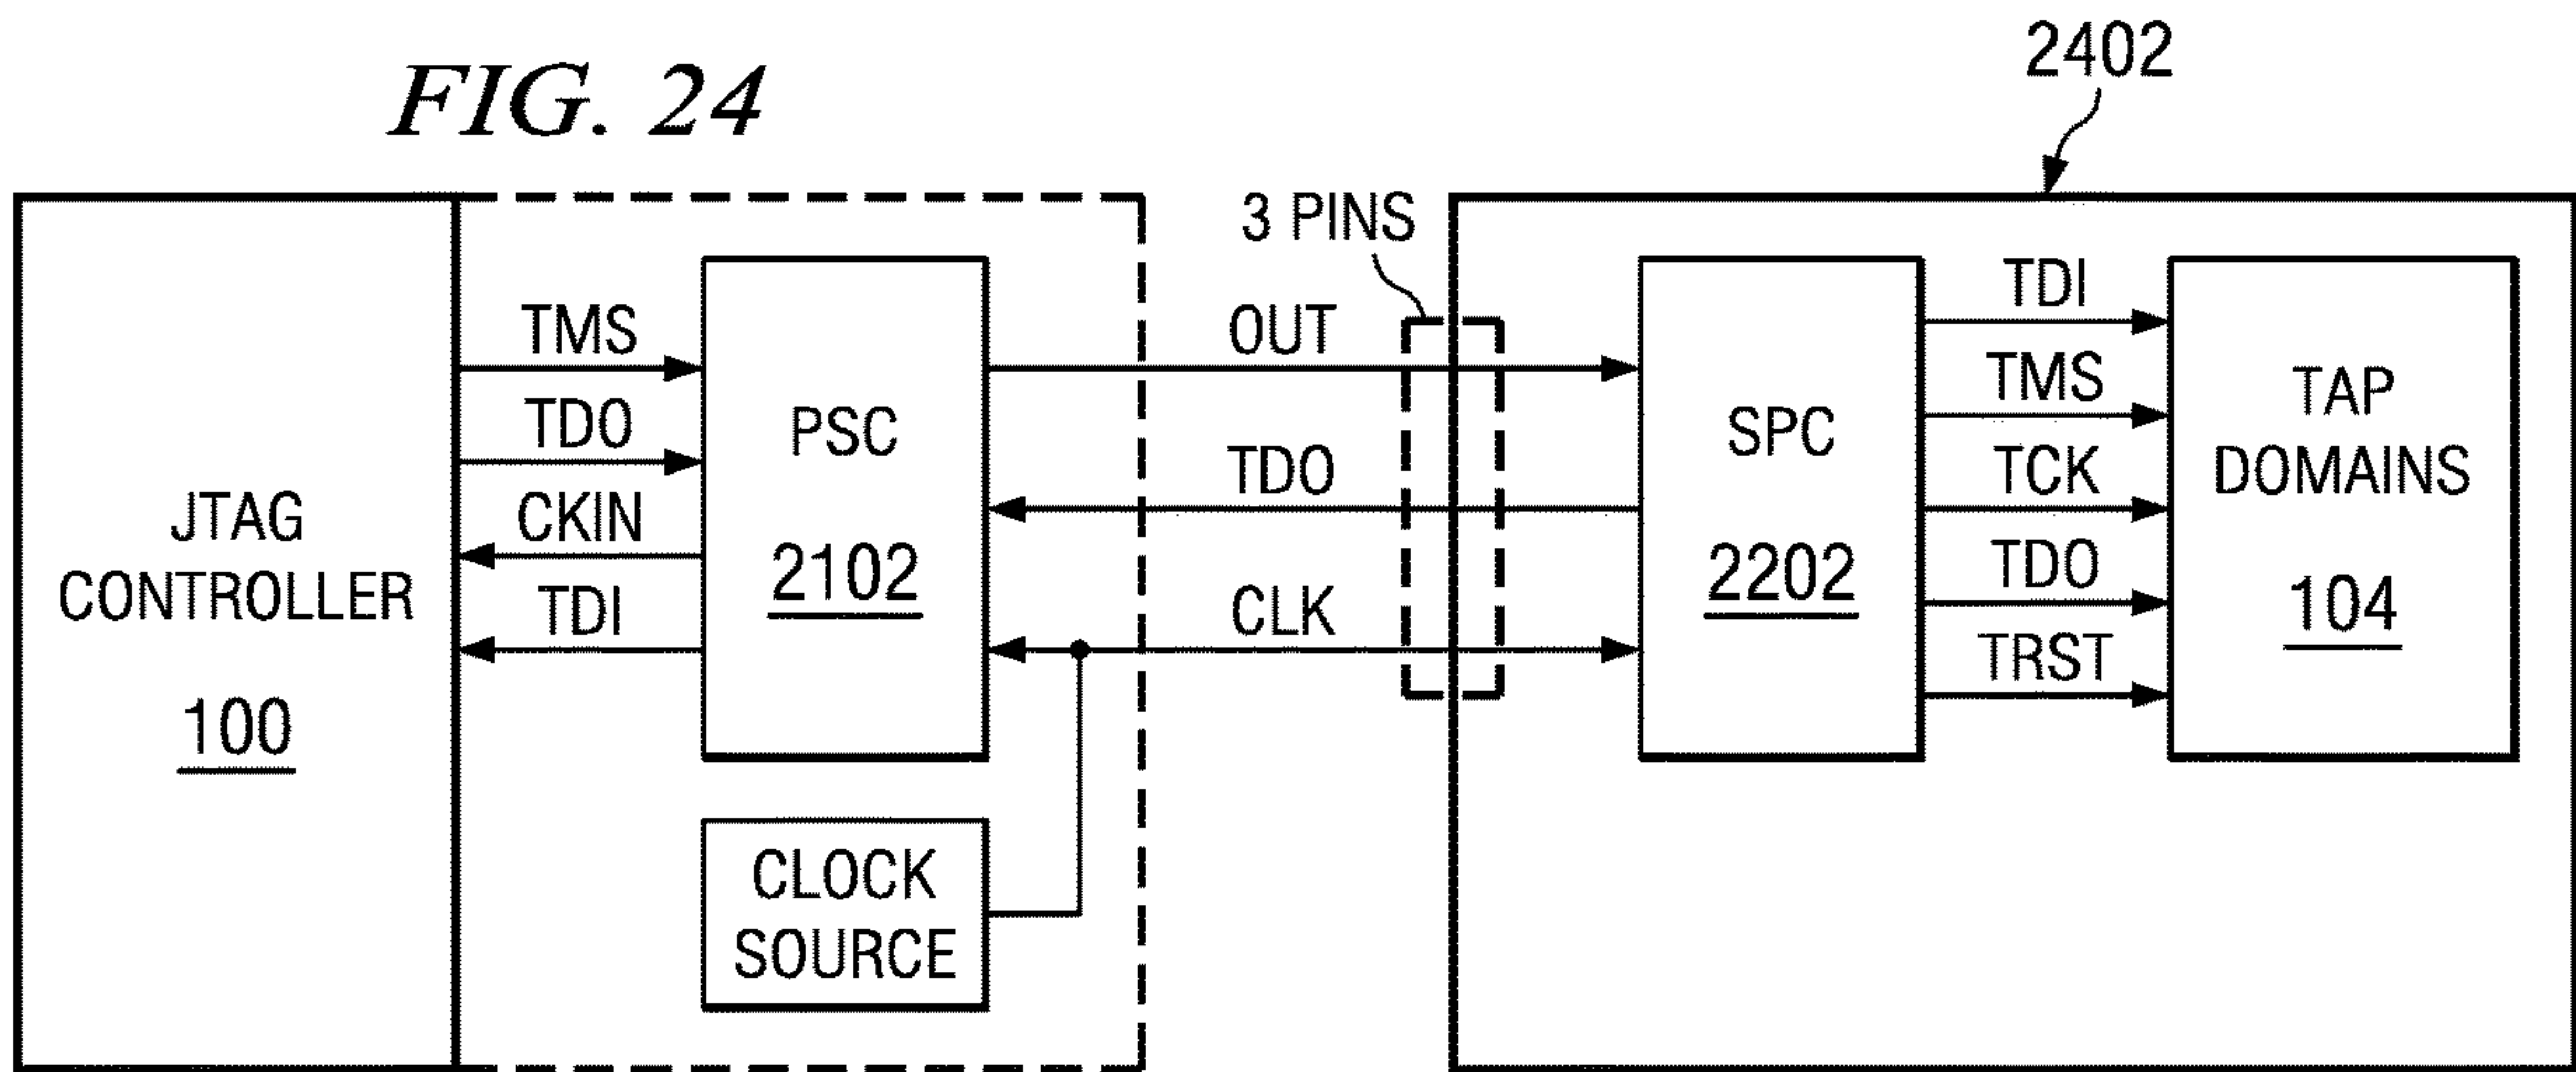 FIG. 24
2402
3 PINS
JTAG
CONTROLLER
100
TMS
TDO
CKIN
TDI
PSC
2102
CLOCK
SOURCE
OUT
TDO
CLK
SPC
2202
TDI
TMS
TCK
TDO
TRST
TAP
DOMAINS
104